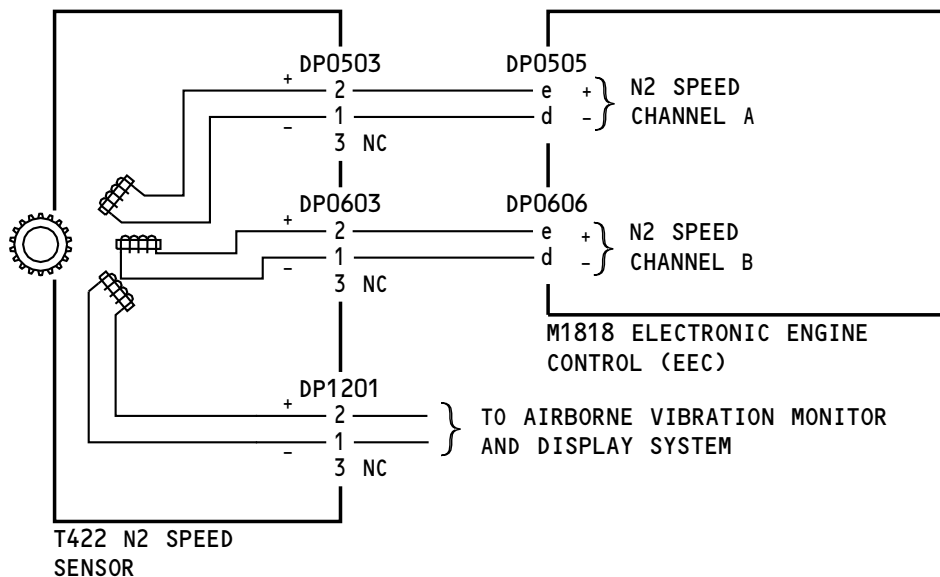 DP0503
DP0505
+ 2 e + N2 SPEED
- 1 d - CHANNEL A
3 NC
DP0603
DP0606
+ 2 e + N2 SPEED
- 1 d - CHANNEL B
3 NC
M1818 ELECTRONIC ENGINE
CONTROL (EEC)
DP1201
+ 2 TO AIRBORNE VIBRATION MONITOR
- 1 AND DISPLAY SYSTEM
3 NC
T422 N2 SPEED
SENSOR